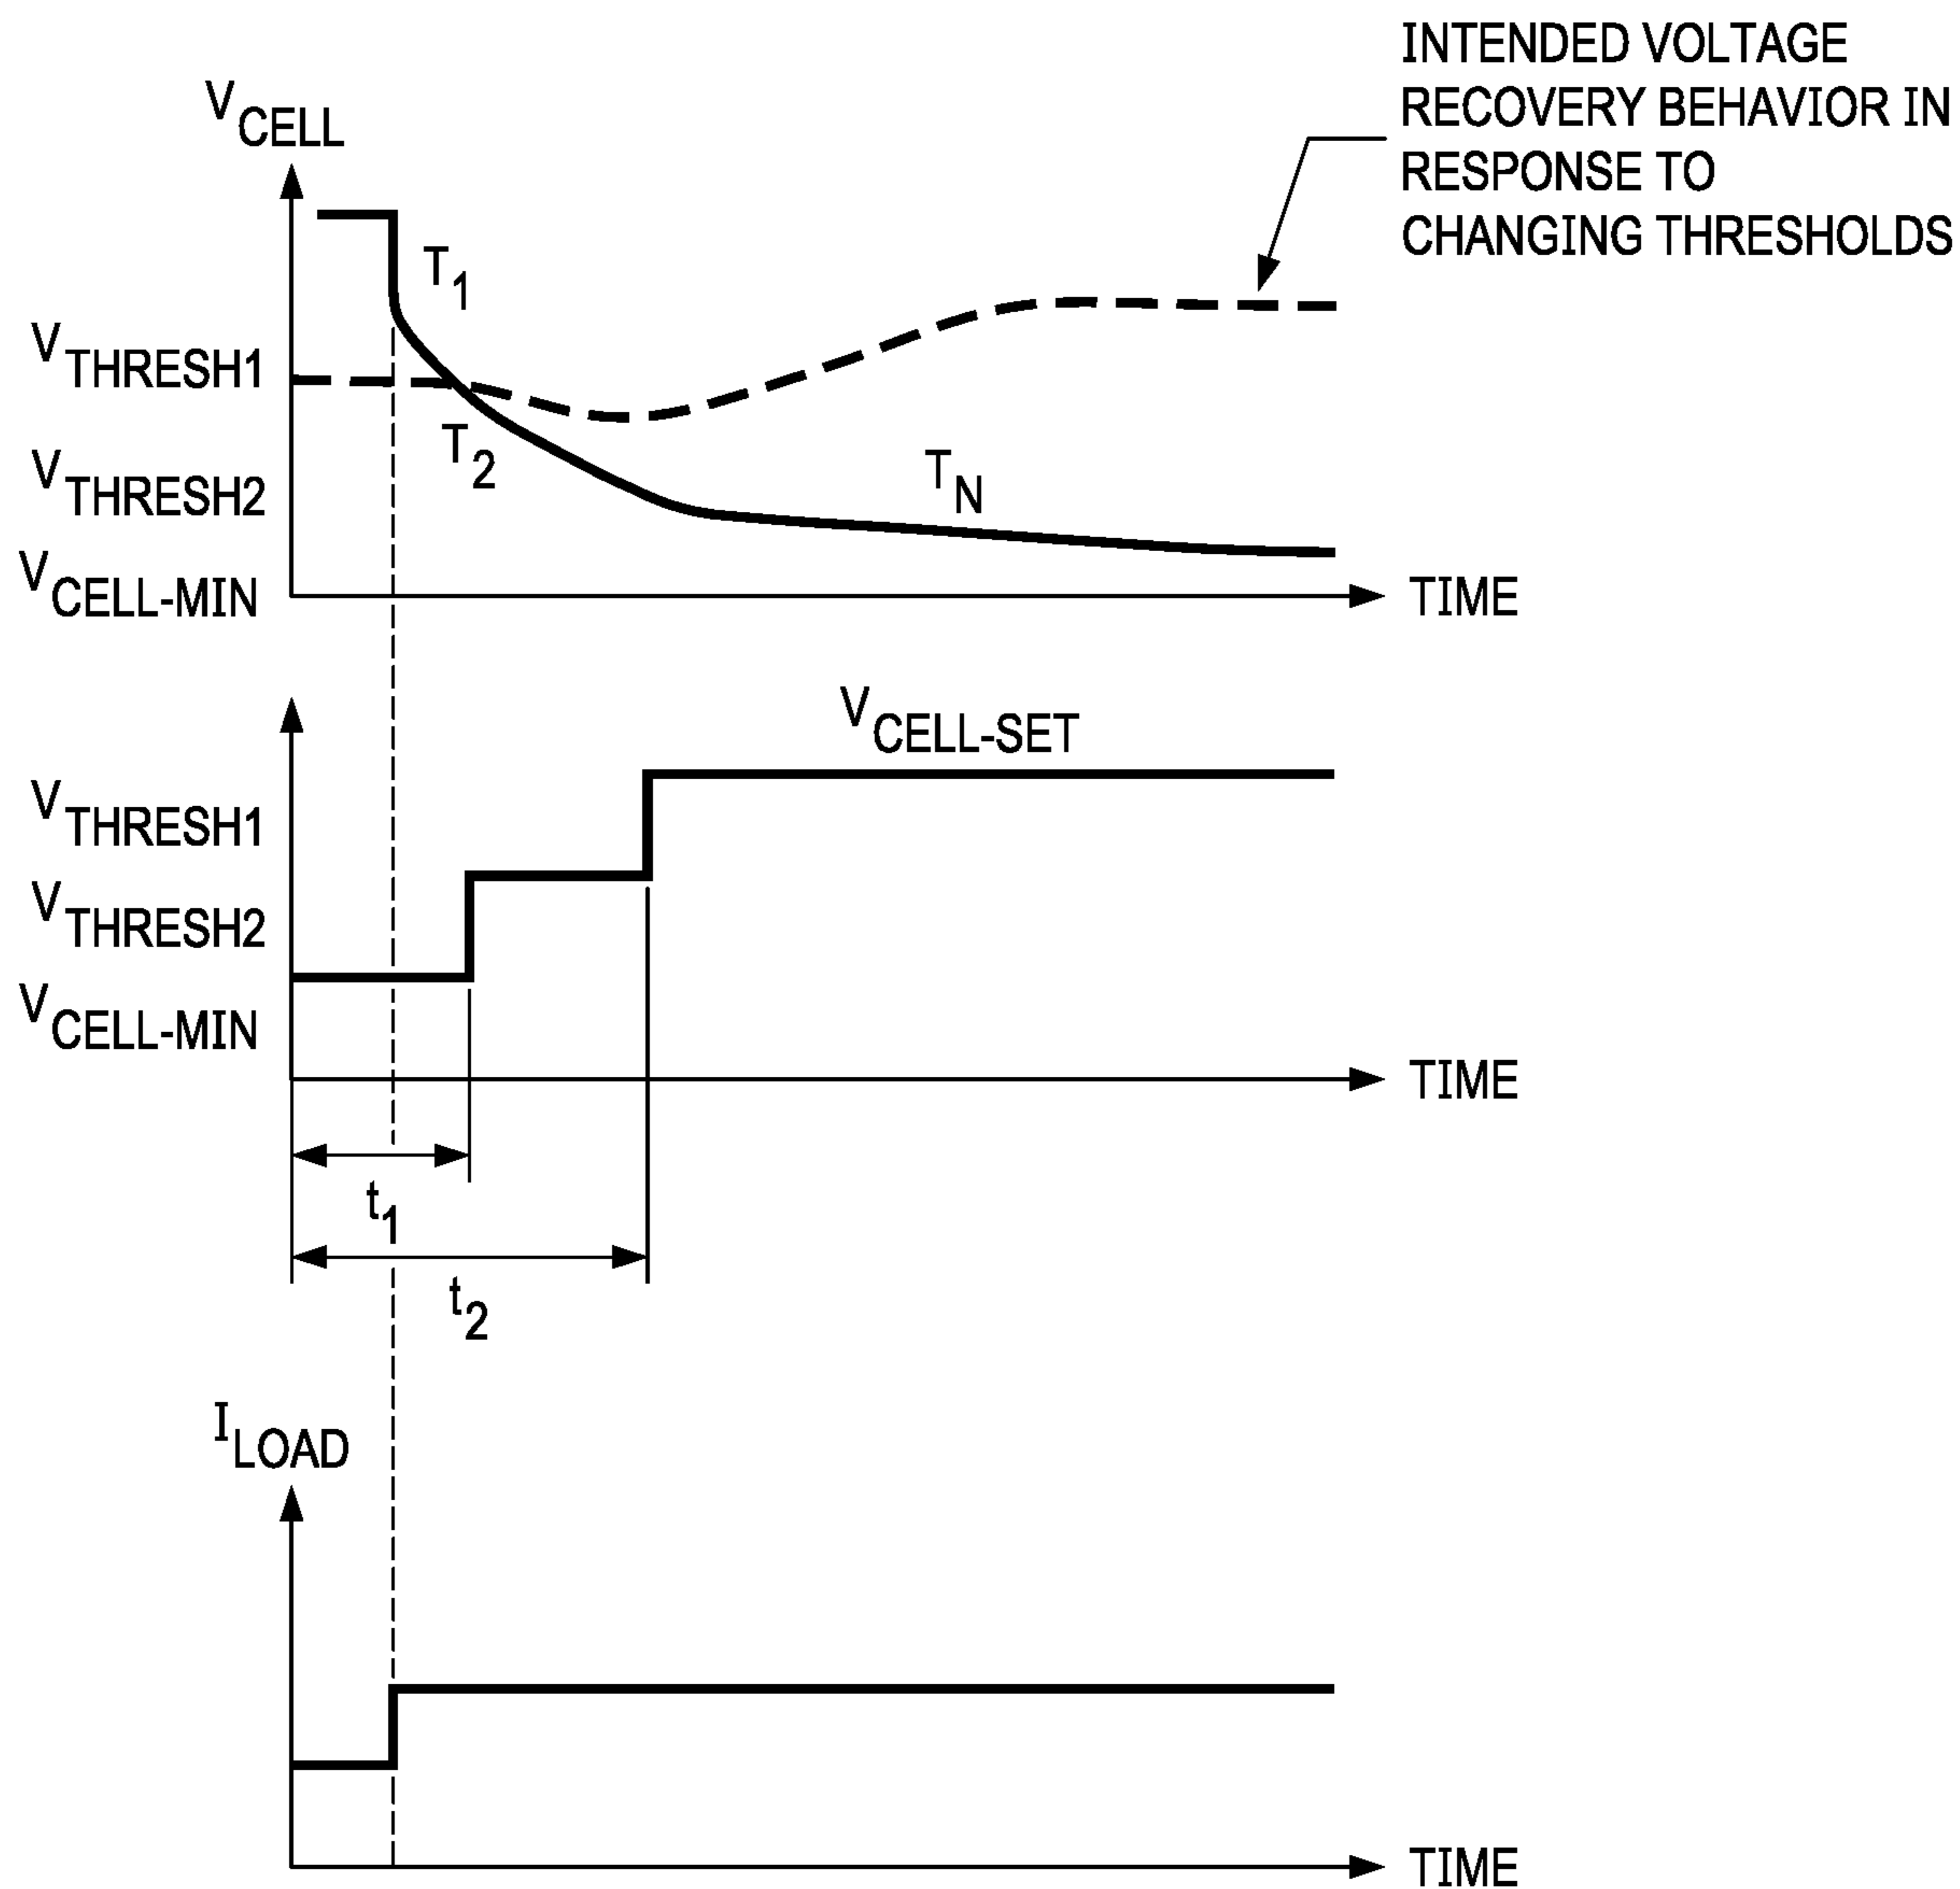 INTENDED VOLTAGE
RECOVERY BEHAVIOR IN
RESPONSE TO
CHANGING THRESHOLDS
VCELL
T1
VTHRESH1
T2
VTHRESH2
TN
VCELL-MIN
TIME
VCELL-SET
VTHRESH1
VTHRESH2
VCELL-MIN
TIME
t1
t2
ILOAD
TIME